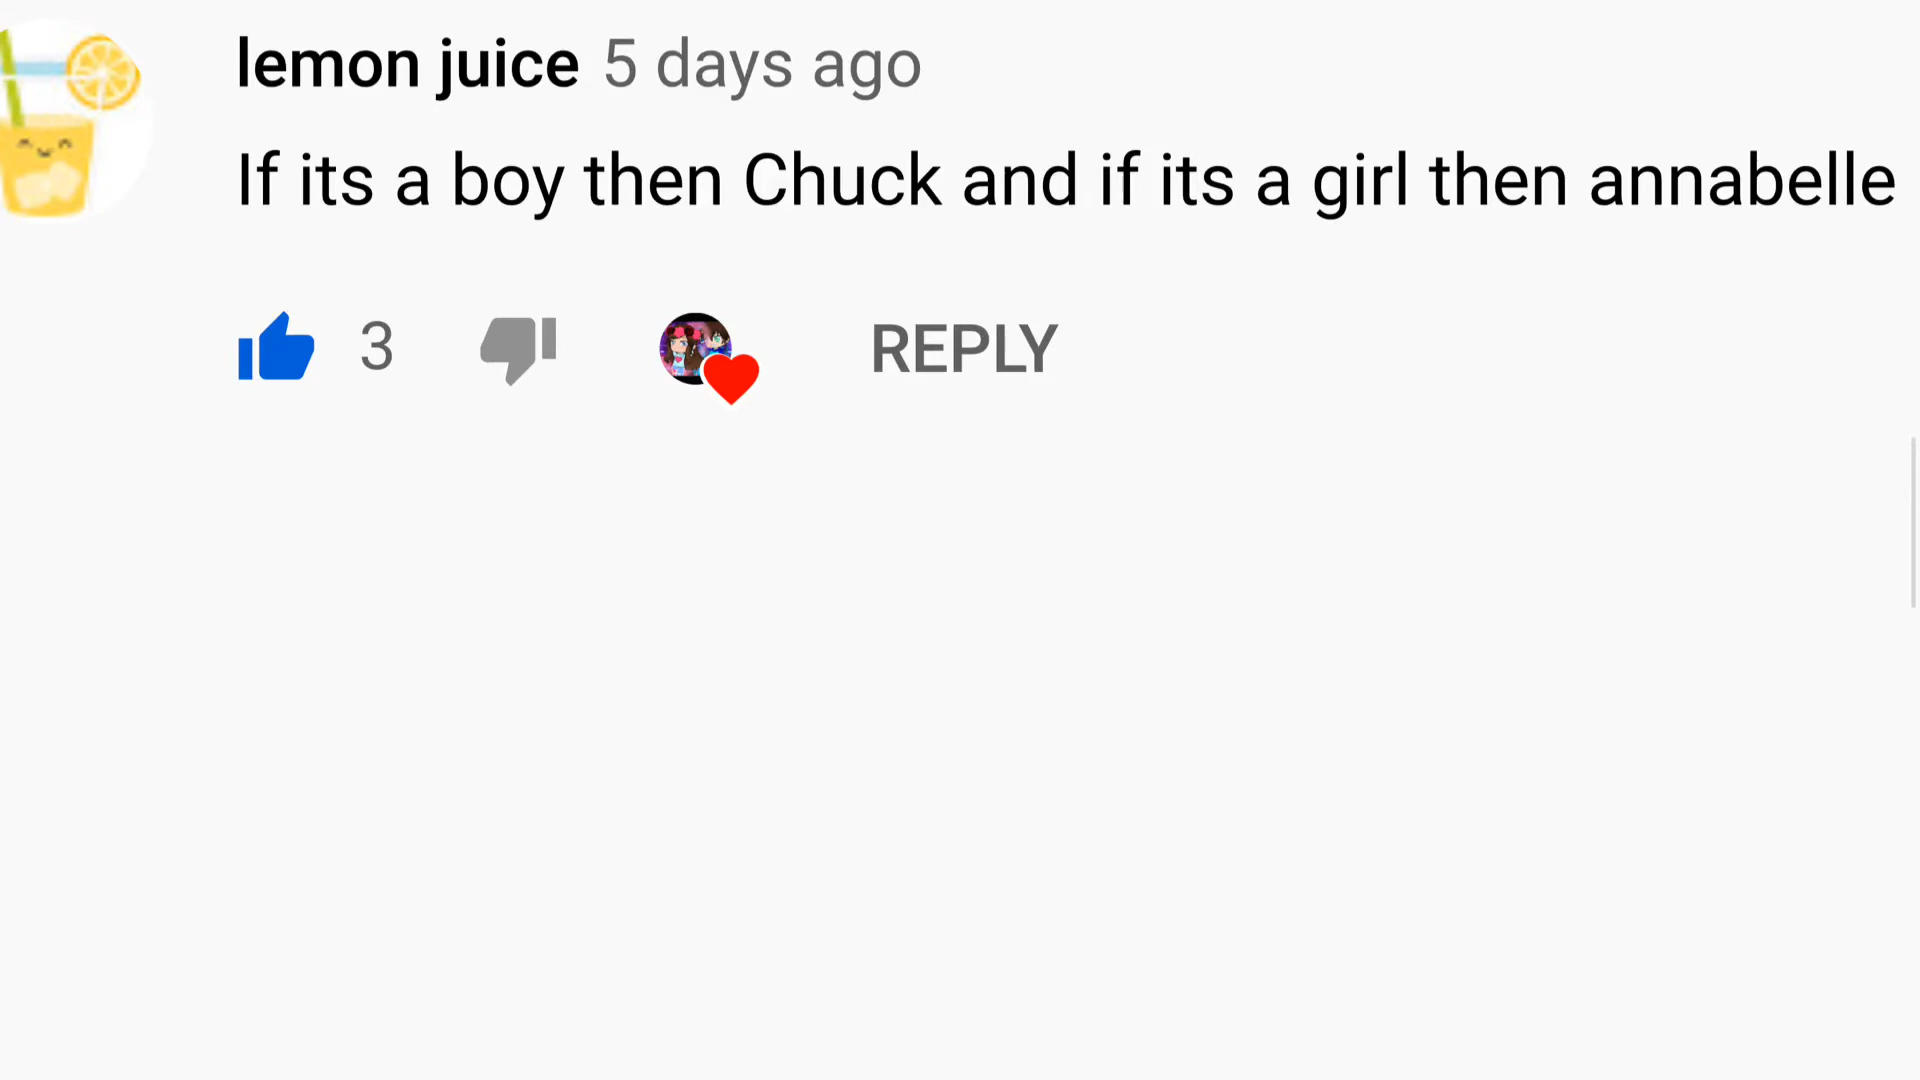 lemon juice 5 days ago
If its a boy then Chuck and if its a girl then annabelle
3 REPLY